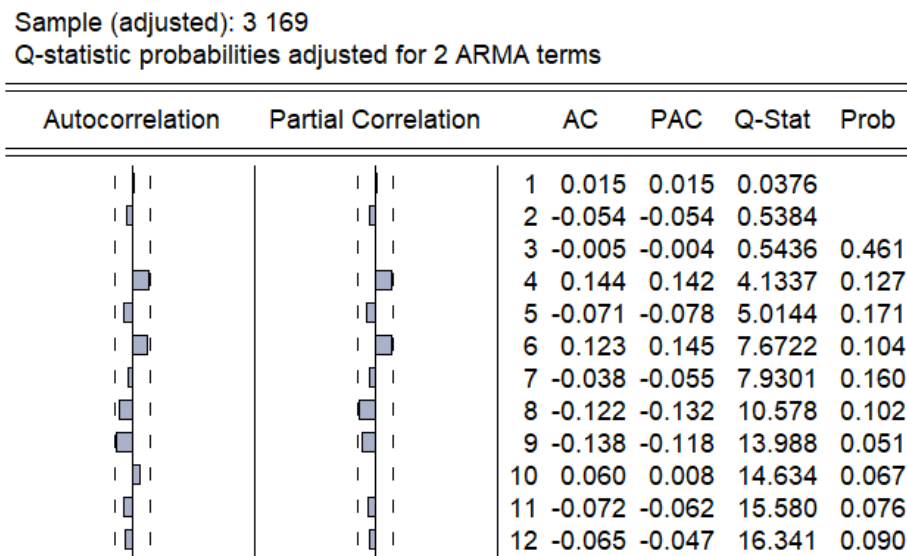 Sample (adjusted): 3 169
Q-statistic probabilities adjusted for 2 ARMA terms
Autocorrelation Partial Correlation AC PAC Q-Stat Prob
1 0.015 0.015 0.0376
2 -0.054 -0.054 0.5384
3 -0.005 -0.004 0.5436 0.461
4 0.144 0.142 4.1337 0.127
5 -0.071 -0.078 5.0144 0.171
6 0.123 0.145 7.6722 0.104
7 -0.038 -0.055 7.9301 0.160
8 -0.122 -0.132 10.578 0.102
9 -0.138 -0.118 13.988 0.051
10 0.060 0.008 14.634 0.067
11 -0.072 -0.062 15.580 0.076
12 -0.065 -0.047 16.341 0.090